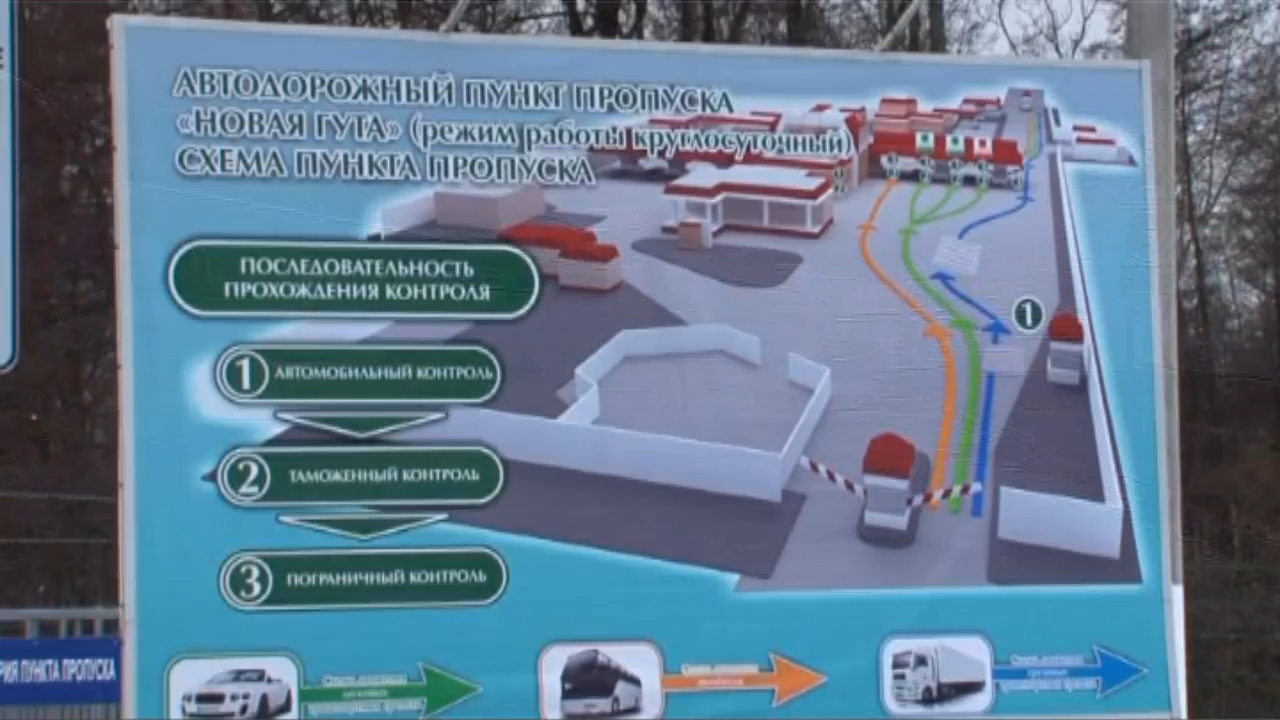 АВТОДОРОЖНЫЙ ПУНКТ ПРОПУСКА
«НОВАЯ ГУТА» (режим работы круглосуточный)
СХЕМА ПУНКТА ПРОПУСКА
ПОСЛЕДОВАТЕЛЬНОСТЬ
ПРОХОЖДЕНИЯ КОНТРОЛЯ
1
1 АВТОМОБИЛЬНЫЙ КОНТРОЛЬ
2 ТАМОЖЕННЫЙ КОНТРОЛЬ
3 ПОГРАНИЧНЫЙ КОНТРОЛЬ
ПУНКТА ПРОПУСКА